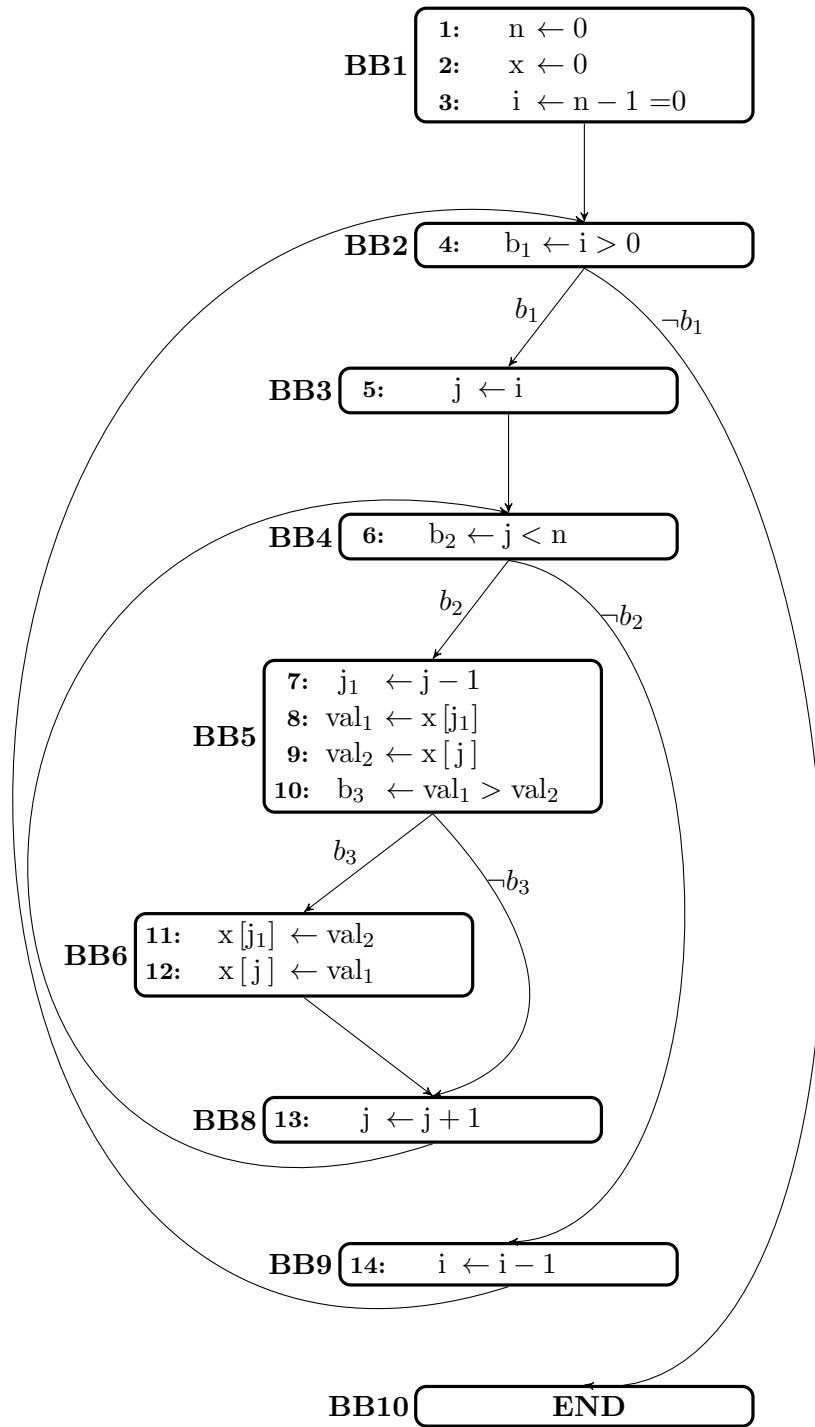 BB1
1: n ← 0
2: x ← 0
3: i ← n − 1 =0
BB2
4: b₁ ← i > 0
b₁
¬b₁
BB3
5: j ← i
BB4
6: b₂ ← j < n
b₂
¬b₂
BB5
7: j₁ ← j − 1
8: val₁ ← x [j₁]
9: val₂ ← x [ j ]
10: b₃ ← val₁ > val₂
b₃
¬b₃
BB6
11: x [j₁] ← val₂
12: x [ j ] ← val₁
BB8
13: j ← j + 1
BB9
14: i ← i − 1
BB10
END